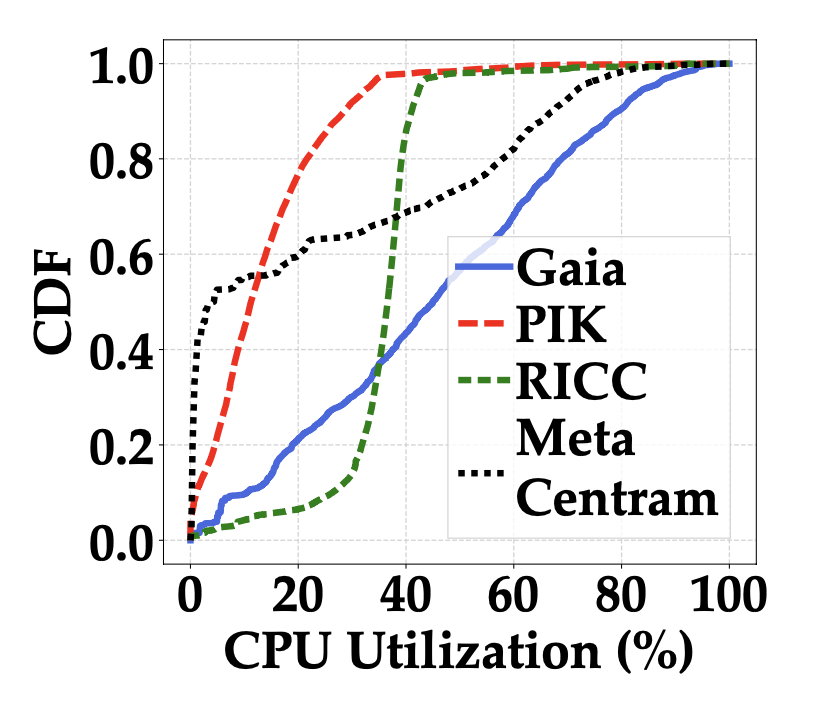 1.0
0.8
0.6
0.4
0.2
0.0
CDF
Gaia
PIK
RICC
Meta
Centram
0 20 40 60 80 100
CPU Utilization (%)